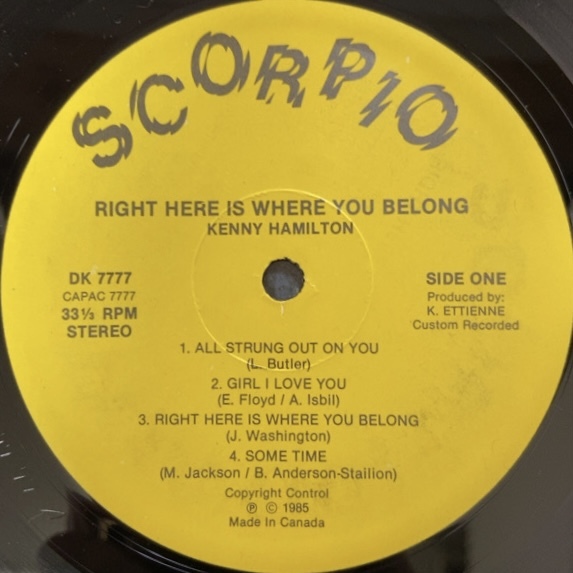 SCORPIO
RIGHT HERE IS WHERE YOU BELONG
KENNY HAMILTON
DK 7777
CAPAC 7777
33⅓ RPM
STEREO
SIDE ONE
Produced by:
K. ETTIENNE
Custom Recorded
1. ALL STRUNG OUT ON YOU
(L. Butler)
2. GIRL I LOVE YOU
(E. Floyd / A. Isbil)
3. RIGHT HERE IS WHERE YOU BELONG
(J. Washington)
4. SOME TIME
(M. Jackson / B. Anderson-Stallion)
Copyright Control
℗ © 1985
Made In Canada